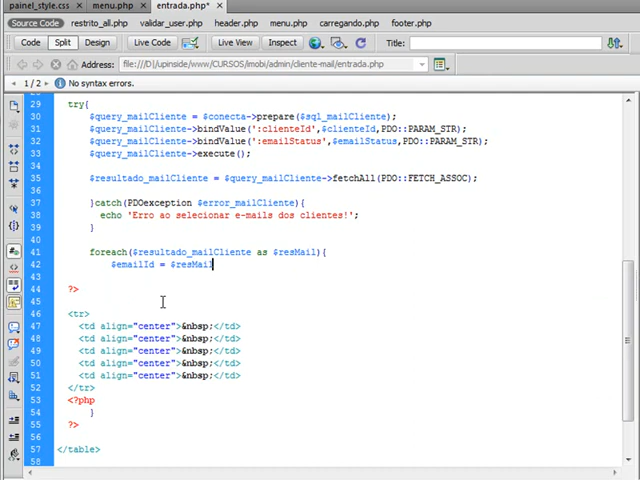 painel_style.css × menu.php × entrada.php* ×
Source Code restrito_all.php validar_user.php header.php menu.php carregando.php footer.php
Code Split Design Live Code Live View Inspect Title:
Address: file:///D|/upinside/www/CURSOS/imobi/admin/cliente-mail/entrada.php
1 / 2 No syntax errors.
29 try{
30 $query_mailCliente = $conecta->prepare($sql_mailCliente);
31 $query_mailCliente->bindValue(':clienteId',$clienteId,PDO::PARAM_STR);
32 $query_mailCliente->bindValue(':emailStatus',$emailStatus,PDO::PARAM_STR);
33 $query_mailCliente->execute();
34
35 $resultado_mailCliente = $query_mailCliente->fetchAll(PDO::FETCH_ASSOC);
36
37 }catch(PDOexception $error_mailCliente){
38 echo 'Erro ao selecionar e-mails dos clientes!';
39 }
40
41 foreach($resultado_mailCliente as $resMail){
42 $emailId = $resMail
43
44 ?>
45
46 <tr>
47 <td align="center">&nbsp;</td>
48 <td align="center">&nbsp;</td>
49 <td align="center">&nbsp;</td>
50 <td align="center">&nbsp;</td>
51 <td align="center">&nbsp;</td>
52 </tr>
53 <?php
54 }
55 ?>
56
57 </table>
58